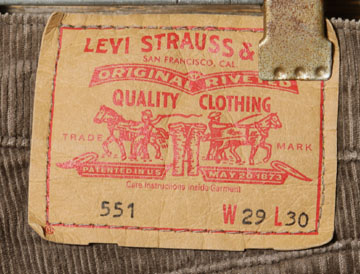 LEVI STRAUSS &
SAN FRANCISCO, CAL
ORIGINAL RIVETED
QUALITY CLOTHING
TRADE MARK
PATENTED IN U.S. MAY 20 1873
Care Instructions Inside Garment
551 W 29 L 30